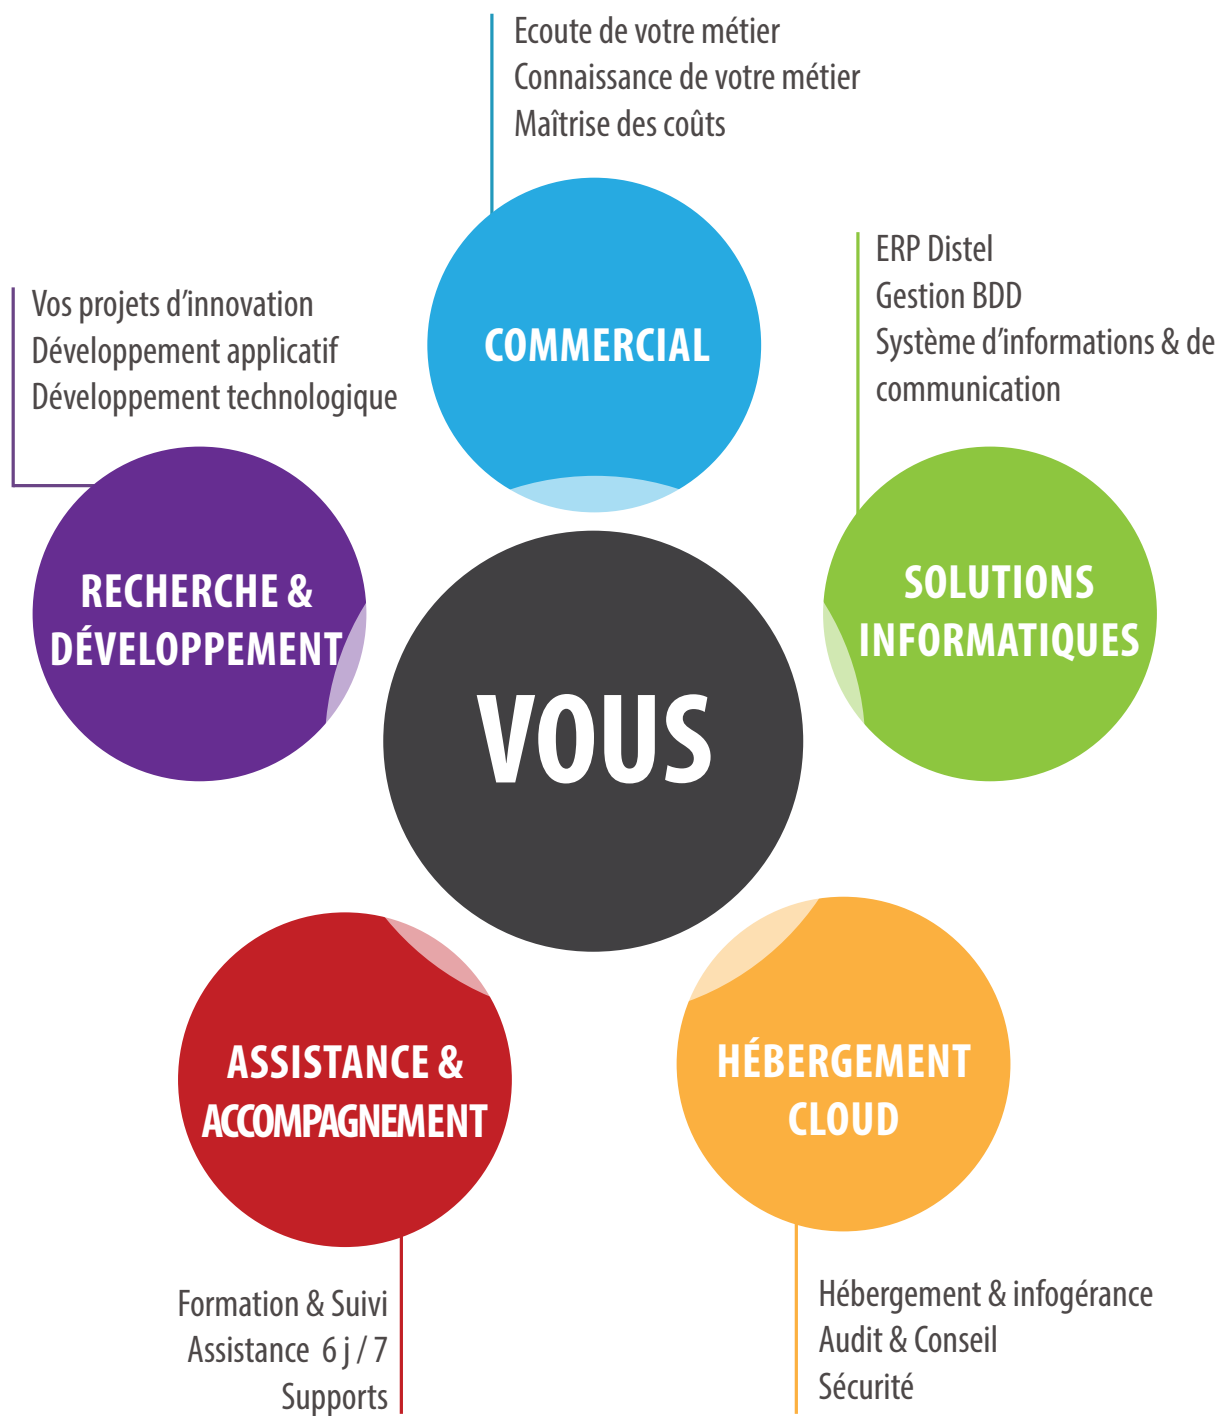 Ecoute de votre métier
Connaissance de votre métier
Maîtrise des coûts
COMMERCIAL
ERP Distel
Gestion BDD
Système d'informations & de
communication
SOLUTIONS
INFORMATIQUES
Vos projets d'innovation
Développement applicatif
Développement technologique
RECHERCHE &
DÉVELOPPEMENT
VOUS
ASSISTANCE &
ACCOMPAGNEMENT
Formation & Suivi
Assistance 6 j / 7
Supports
HÉBERGEMENT
CLOUD
Hébergement & infogérance
Audit & Conseil
Sécurité